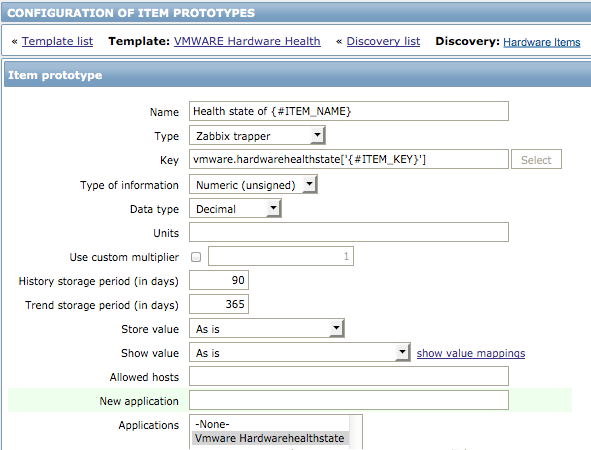 CONFIGURATION OF ITEM PROTOTYPES
« Template list Template: VMWARE Hardware Health « Discovery list Discovery: Hardware Items
Item prototype
Name Health state of {#ITEM_NAME}
Type Zabbix trapper
Key vmware.hardwarehealthstate['{#ITEM_KEY}'] Select
Type of information Numeric (unsigned)
Data type Decimal
Units
Use custom multiplier 1
History storage period (in days) 90
Trend storage period (in days) 365
Store value As is
Show value As is show value mappings
Allowed hosts
New application
Applications -None-
Vmware Hardwarehealthstate